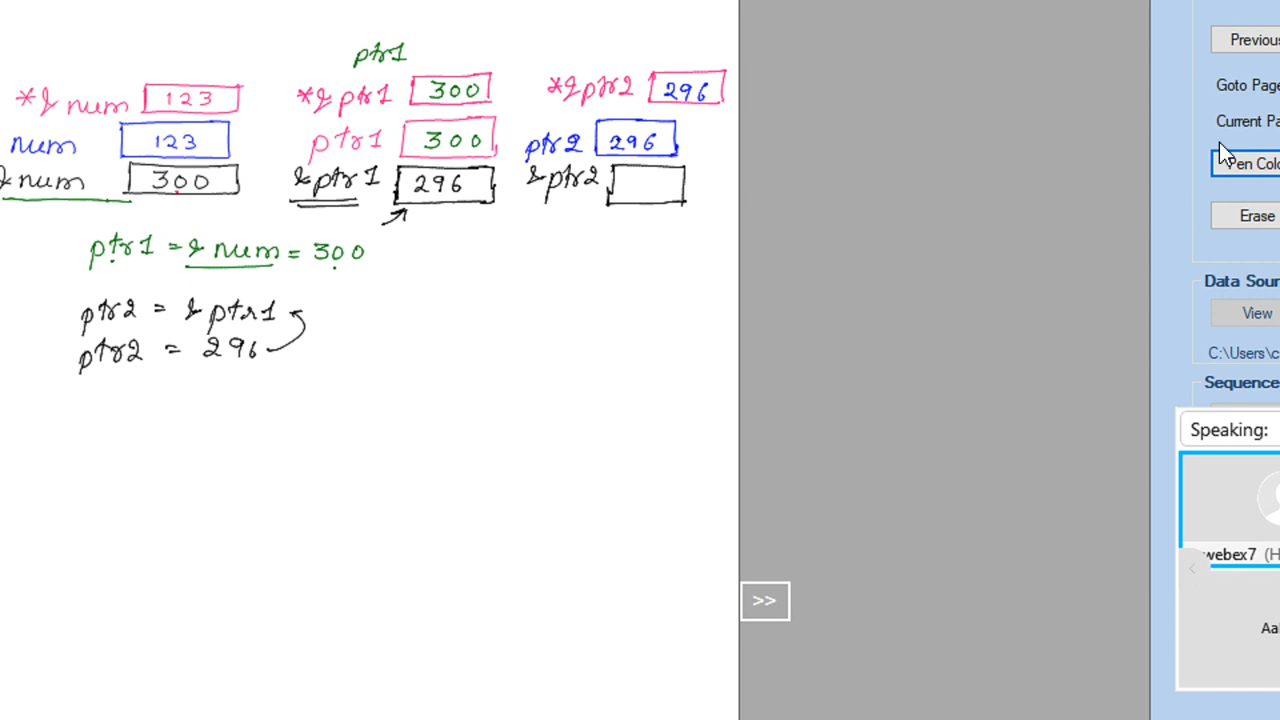 ptr1
*& num 123 *& ptr1 300 *& ptr2 296
num 123 ptr1 300 ptr2 296
& num 300 &ptr1 296 &ptr2
ptr1 = & num = 300
ptr2 = & ptr1
ptr2 = 296
>>
Previous
Goto Page
Current Pa
Pen Colo
Erase
Data Sour
View
C:\Users\c
Sequence
Speaking:
webex7 (H
Aa